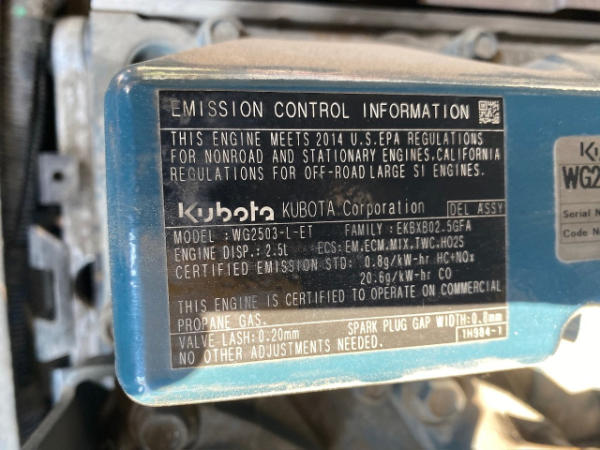 EMISSION CONTROL INFORMATION
THIS ENGINE MEETS 2014 U.S.EPA REGULATIONS
FOR NONROAD AND STATIONARY ENGINES.CALIFORNIA
REGULATIONS FOR OFF-ROAD LARGE SI ENGINES.
Kubota KUBOTA Corporation DEL ASSY
MODEL :WG2503-L-ET FAMILY :EKBXB02.5GFA
ENGINE DISP.:2.5L ECS:EM,ECM,MIX,TWC,HO2S
CERTIFIED EMISSION STD: 0.8g/kW-hr HC+NOx
20.6g/kW-hr CO
THIS ENGINE IS CERTIFIED TO OPERATE ON COMMERCIAL
PROPANE GAS.
VALVE LASH:0.20mm SPARK PLUG GAP WIDTH:0.8mm
NO OTHER ADJUSTMENTS NEEDED. 1H984-1
WG2
Serial N
Code No